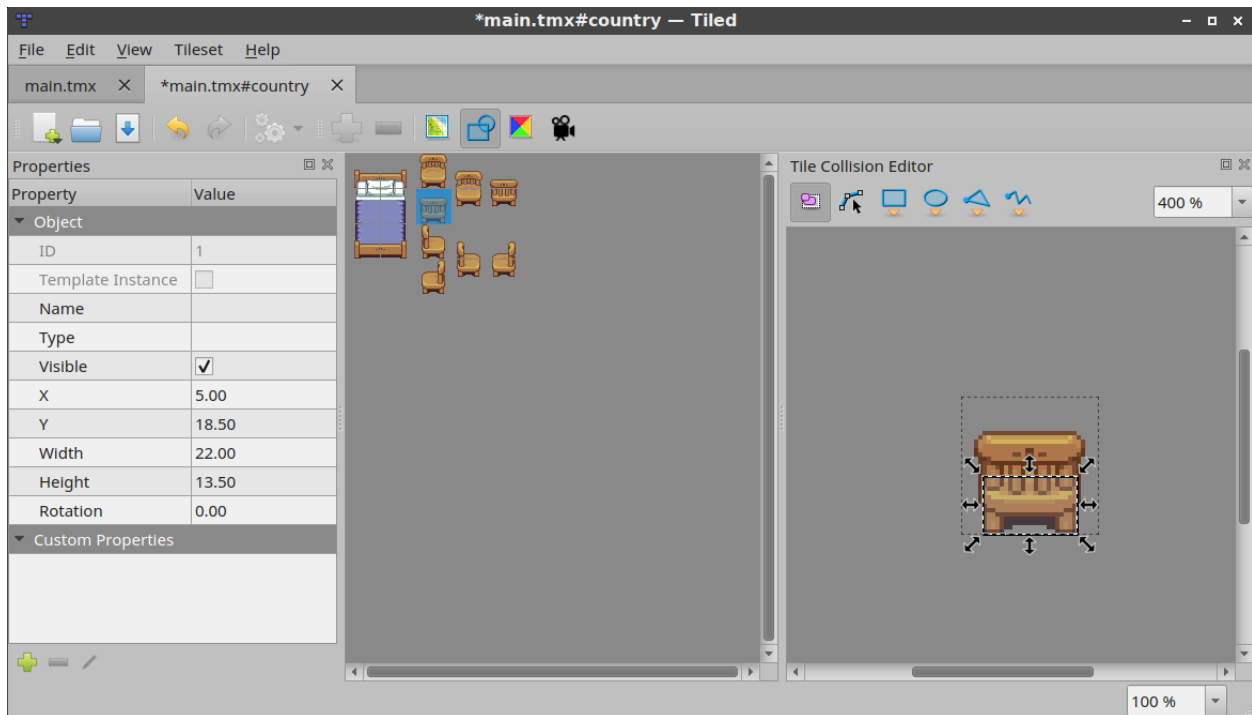 *main.tmx#country — Tiled
File Edit View Tileset Help
main.tmx *main.tmx#country
Properties
Property Value
Object
ID 1
Template Instance
Name
Type
Visible
X 5.00
Y 18.50
Width 22.00
Height 13.50
Rotation 0.00
Custom Properties
Tile Collision Editor
400 %
100 %